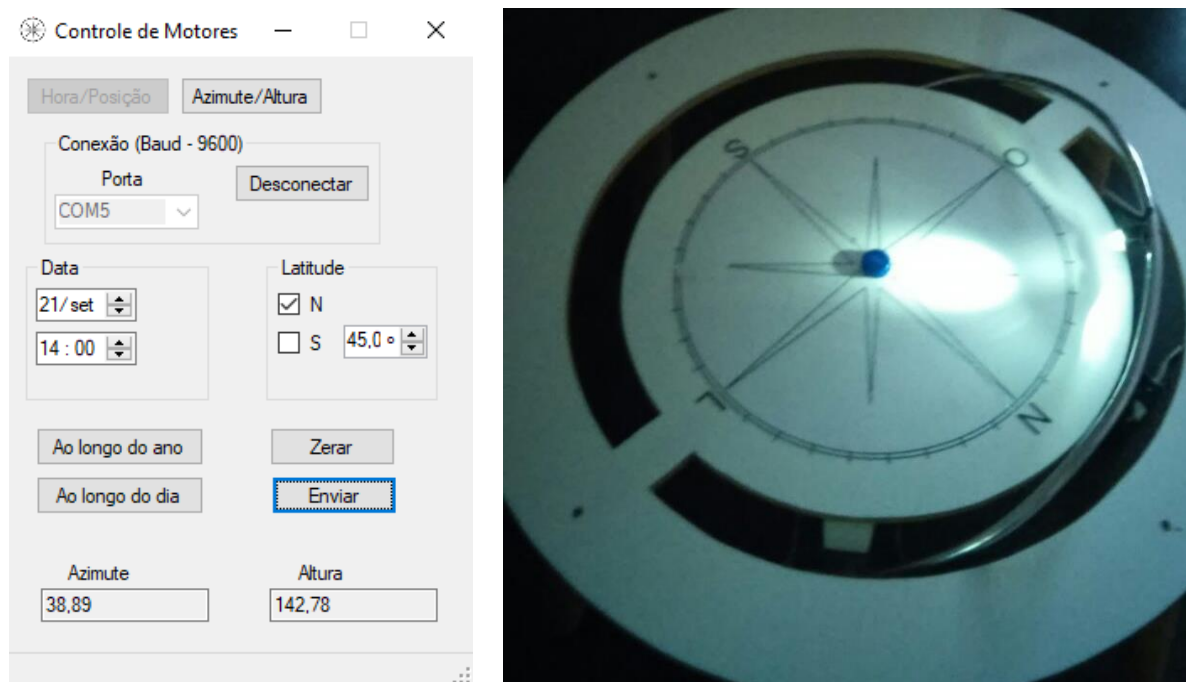 Controle de Motores
Hora/Posição Azimute/Altura
Conexão (Baud - 9600)
Porta
COM5
Desconectar
Data
21/ set
14 : 00
Latitude
N
S 45,0 º
Ao longo do ano
Zerar
Ao longo do dia
Enviar
Azimute
38,89
Altura
142,78
S
O
L
N